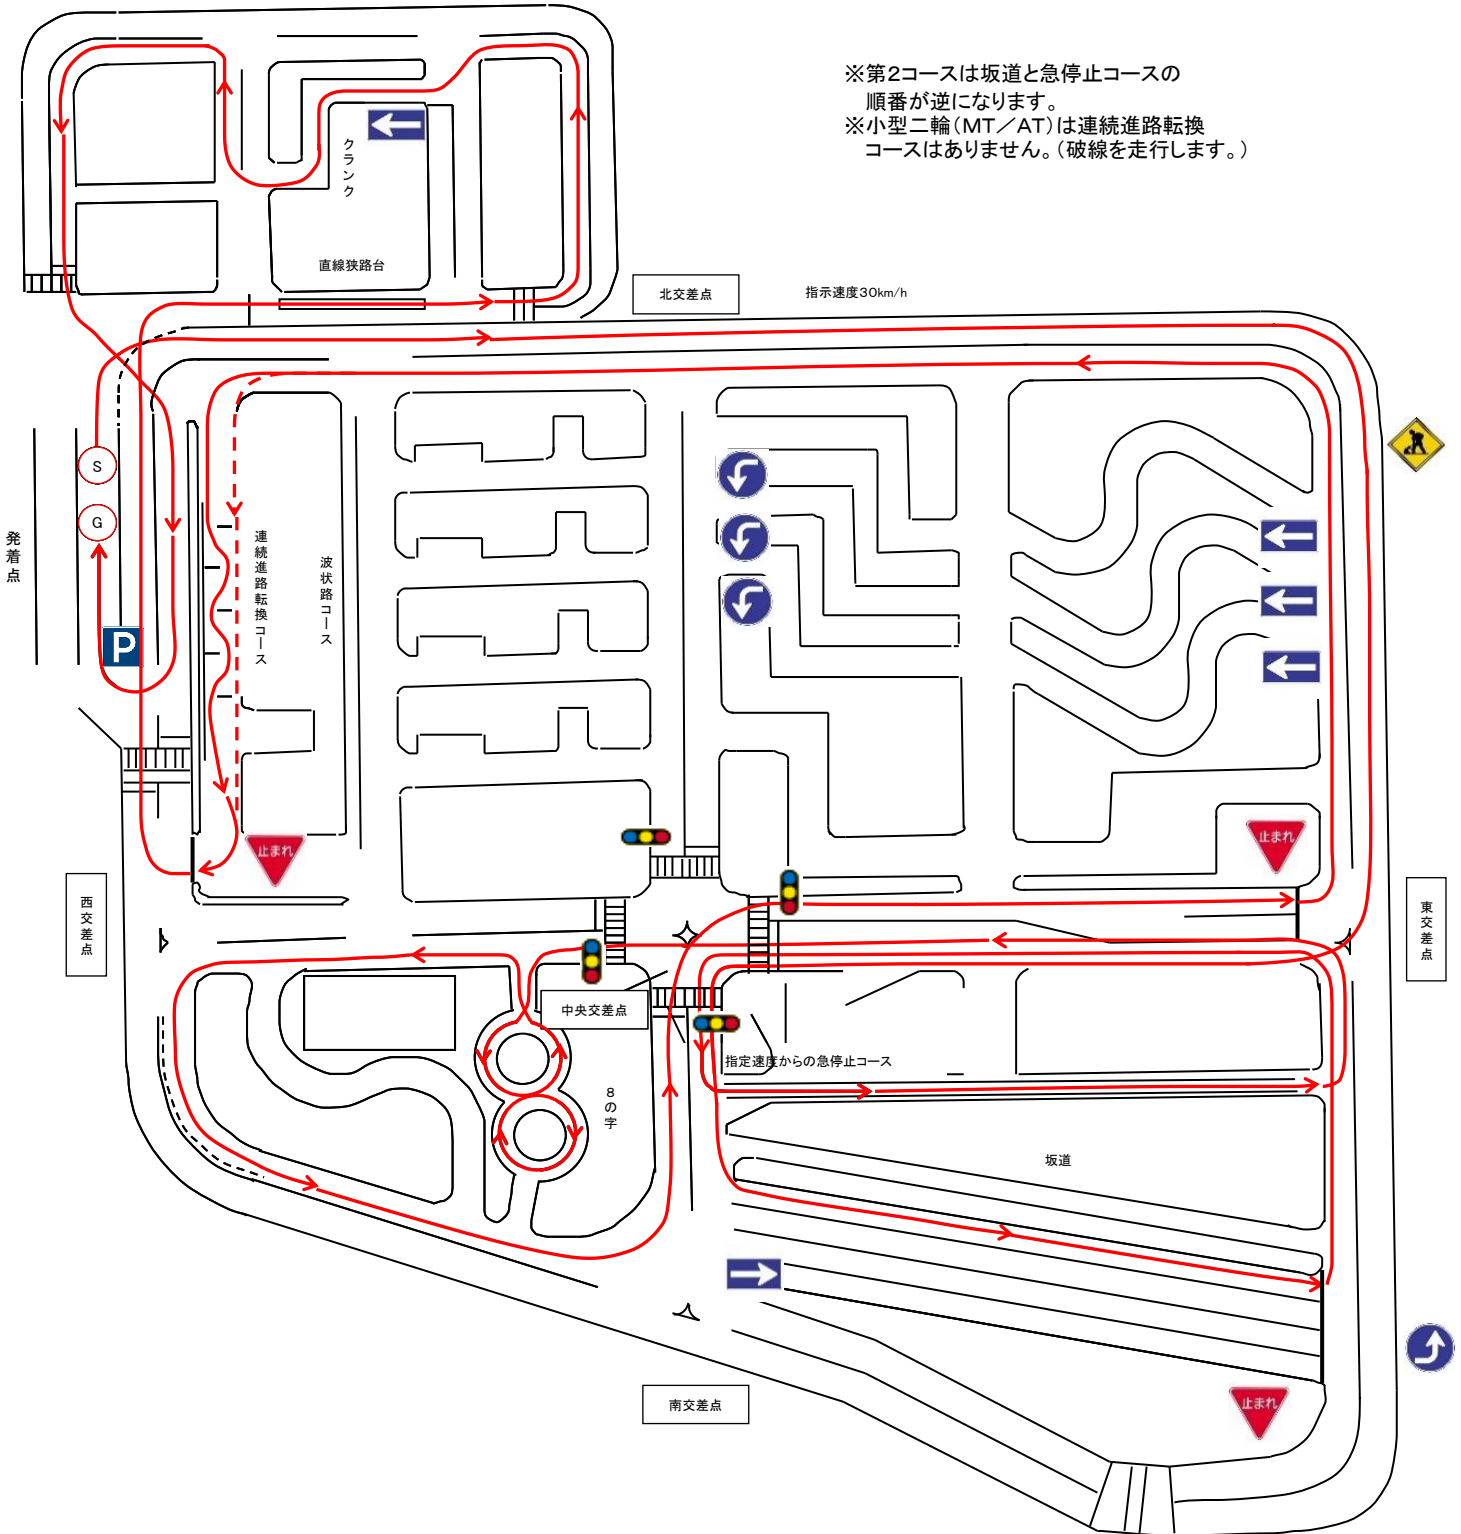 ※第2コースは坂道と急停止コースの
順番が逆になります。
※小型二輪(MT/AT)は連続進路転換
コースはありません。(破線を走行します。)
クランク
直線狭路台
北交差点
指示速度30km/h
S
G
発着点
P
連続進路転換コース
波状路コース
止まれ
止まれ
西交差点
東交差点
中央交差点
指定速度からの急停止コース
8の字
坂道
南交差点
止まれ